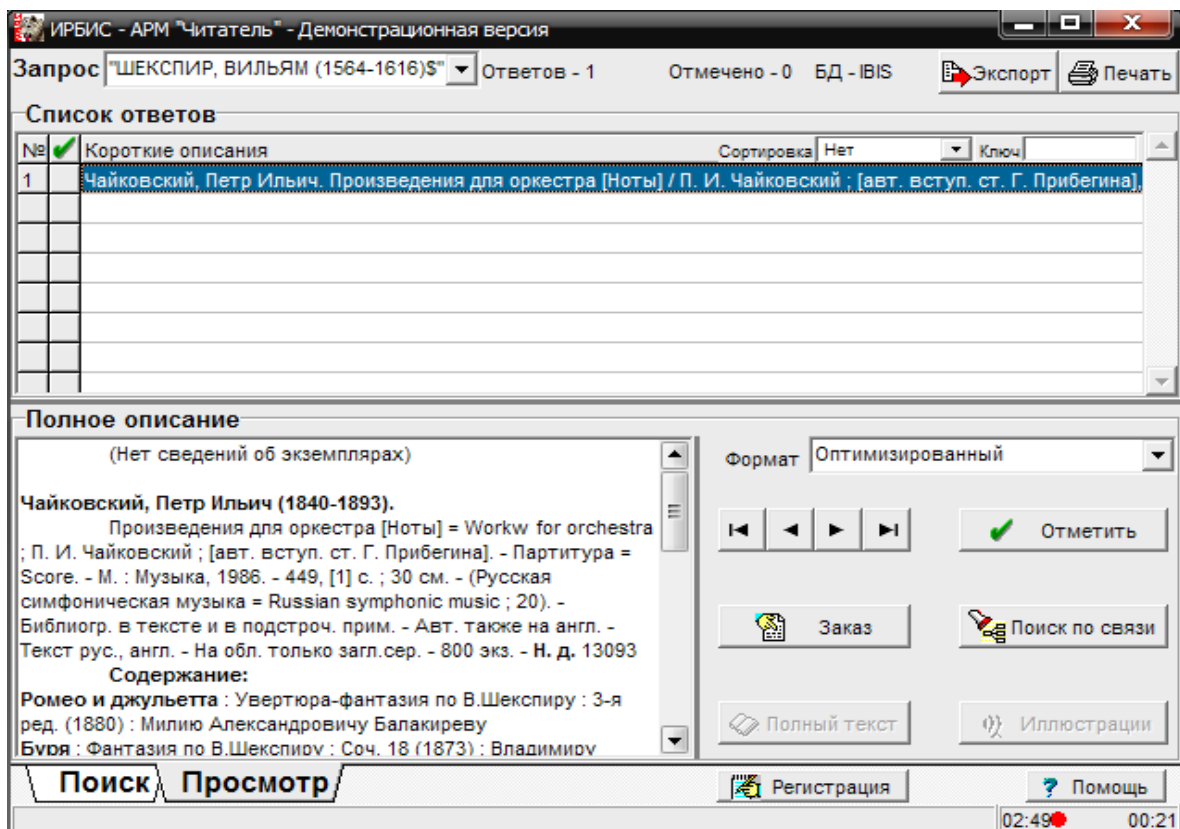 ИРБИС - АРМ "Читатель" - Демонстрационная версия
Запрос "ШЕКСПИР, ВИЛЬЯМ (1564-1616)$" Ответов - 1 Отмечено - 0 БД - IBIS Экспорт Печать
Список ответов
№ Короткие описания Сортировка Нет Ключ
1 Чайковский, Петр Ильич. Произведения для оркестра [Ноты] / П. И. Чайковский ; [авт. вступ. ст. Г. Прибегина],
Полное описание
(Нет сведений об экземплярах)
Формат Оптимизированный
Чайковский, Петр Ильич (1840-1893).
Произведения для оркестра [Ноты] = Workw for orchestra
; П. И. Чайковский ; [авт. вступ. ст. Г. Прибегина]. - Партитура =
Score. - М. : Музыка, 1986. - 449, [1] с. ; 30 см. - (Русская
симфоническая музыка = Russian symphonic music ; 20). -
Библиогр. в тексте и в подстроч. прим. - Авт. также на англ. -
Текст рус., англ. - На обл. только загл.сер. - 800 экз. - Н. д. 13093
Содержание:
Ромео и джульетта : Увертюра-фантазия по В.Шекспиру : 3-я
ред. (1880) : Милию Александровичу Балакиреву
Буря : Фантазия по В.Шекспиру : Соч. 18 (1873) : Владимиру
Отметить
Заказ Поиск по связи
Полный текст Иллюстрации
Поиск Просмотр Регистрация Помощь
02:49 00:21